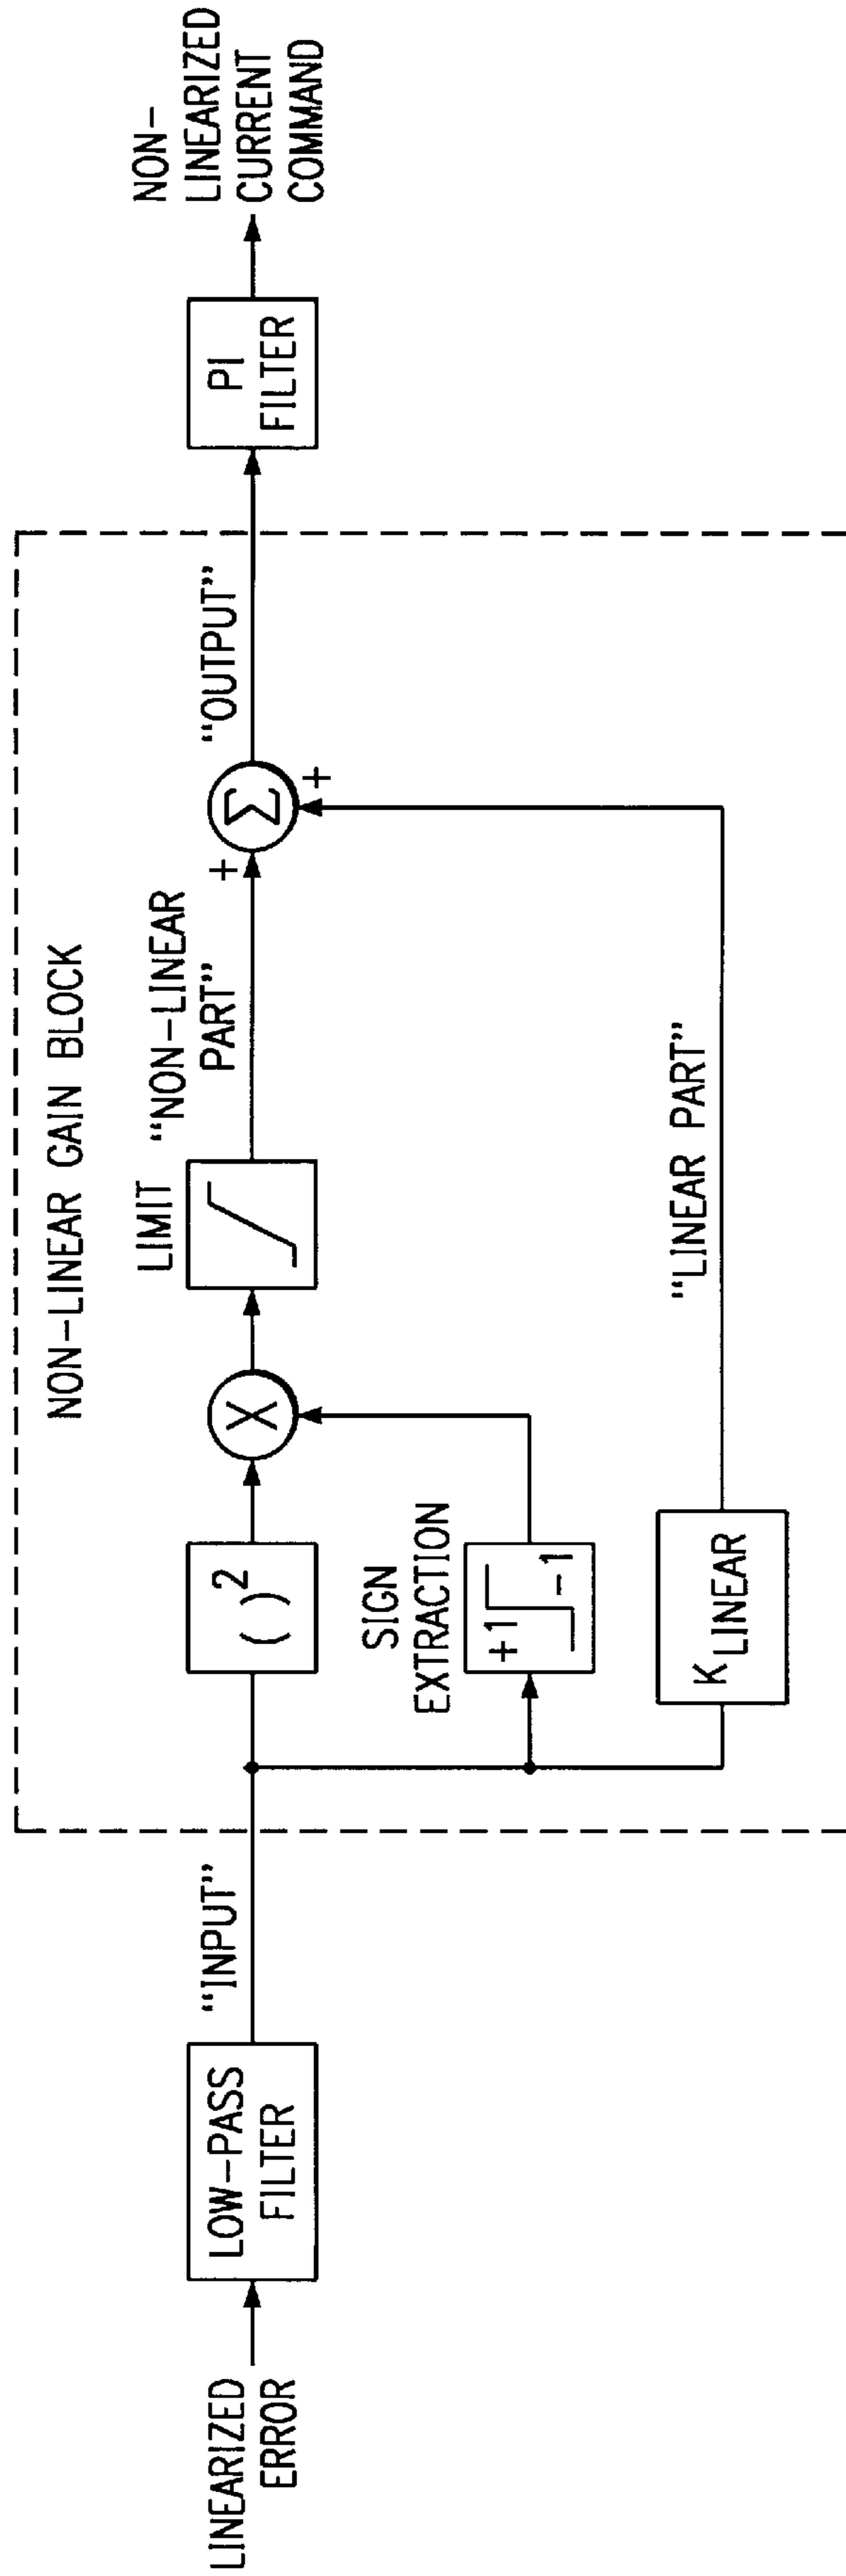 NON-LINEAR GAIN BLOCK
LINEARIZED
ERROR
LOW-PASS
FILTER
“INPUT”
( )2
SIGN
EXTRACTION
+1
-1
KLINEAR
X
LIMIT
“NON-LINEAR
PART”
“LINEAR PART”
+
Σ
+
“OUTPUT”
PI
FILTER
NON-
LINEARIZED
CURRENT
COMMAND